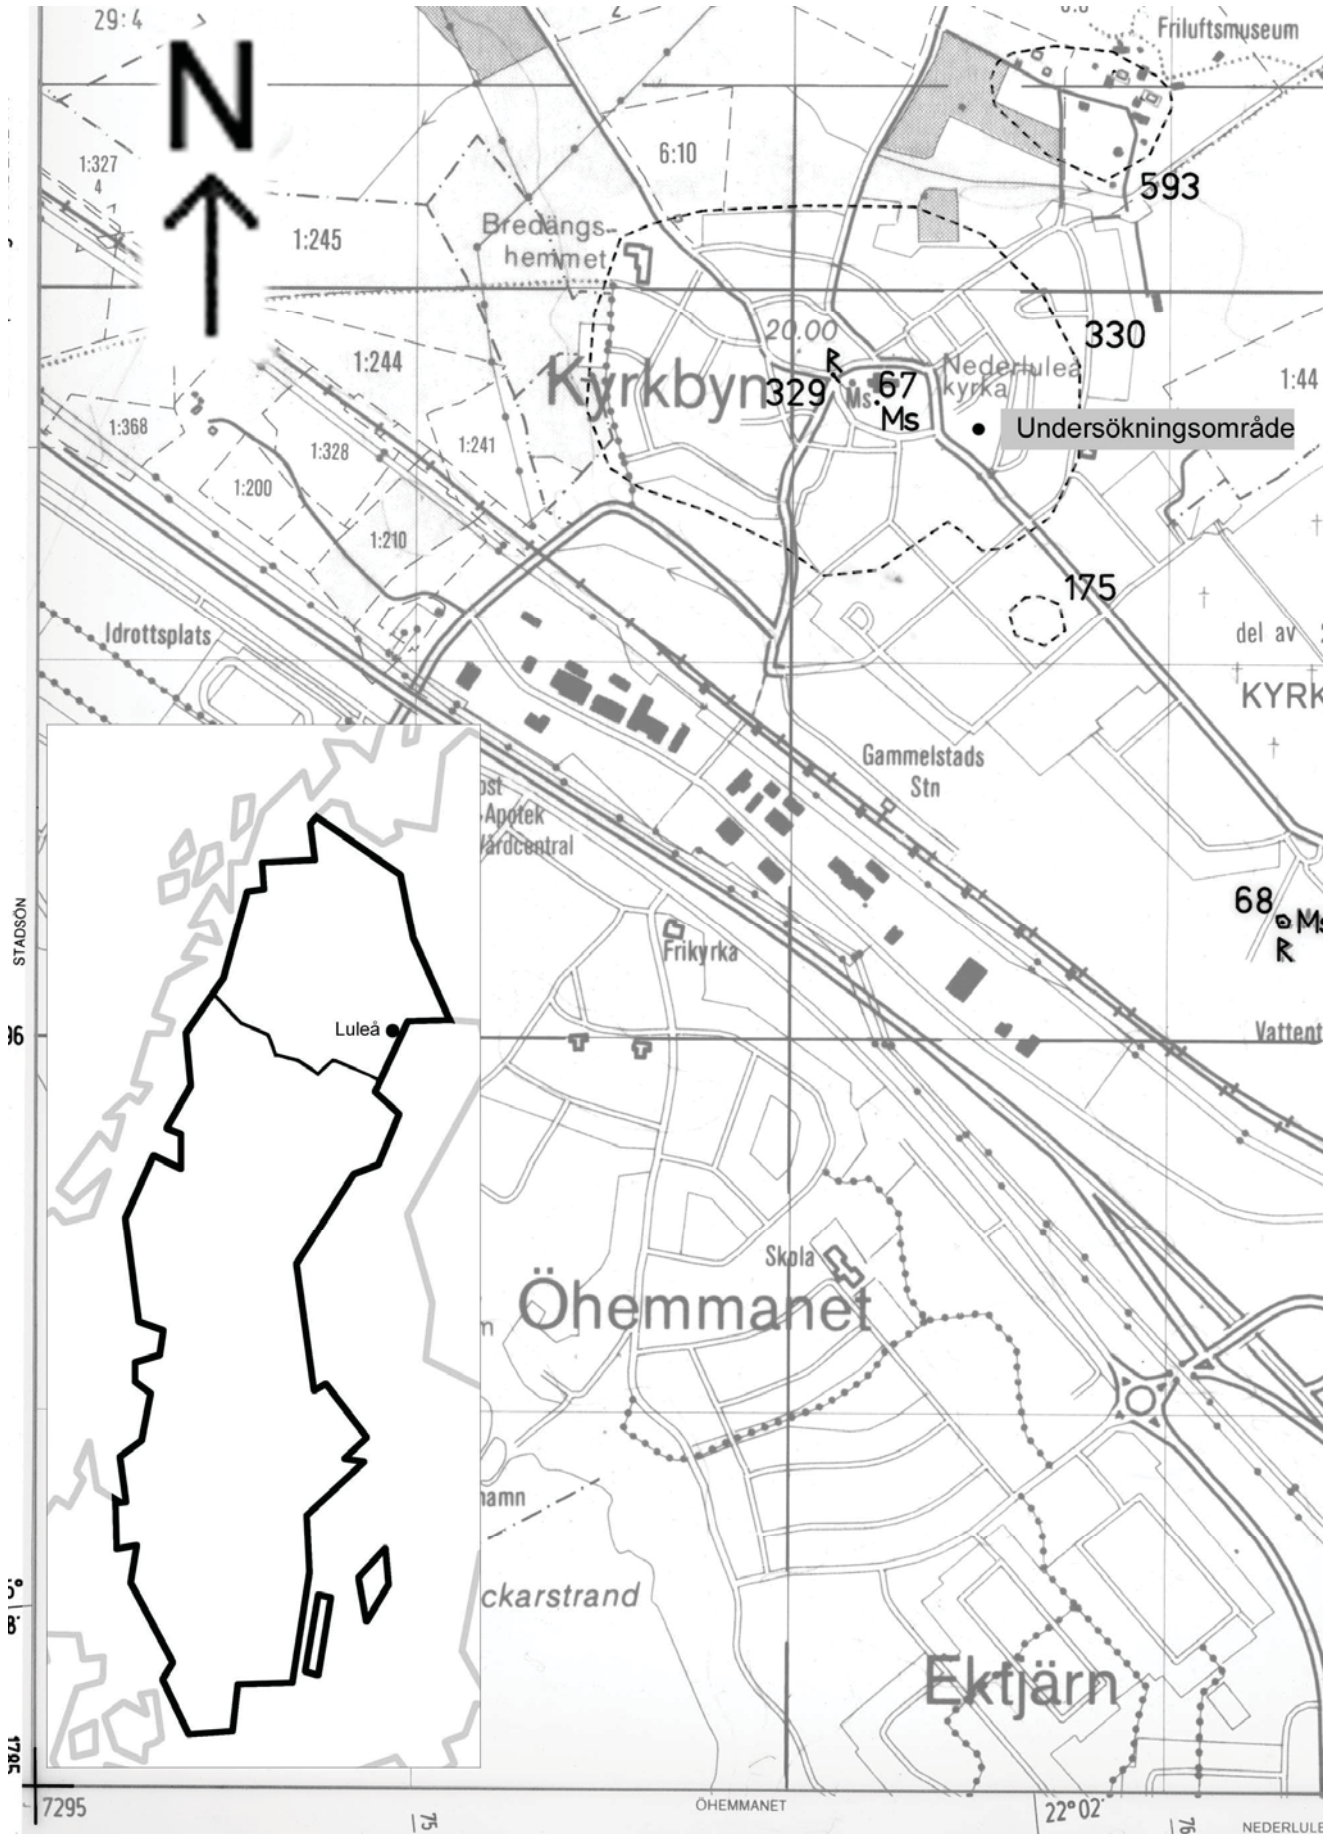 29:4
Friluftsmuseum
N
1:327
4
6:10
593
1:245
Bredängs-
hemmet
330
20.00
1:244
R
Nederluleå
kyrka
Kyrkbyn
329
Ms
67
Ms
1:44
1:368
1:328
1:241
Undersökningsområde
1:200
1:210
175
Idrottsplats
del av
KYRK
Gammelstads
Stn
ost
Apotek
Vårdcentral
68
Ms
R
STADSÖN
Frikyrka
Luleå
Vattent
Skola
Öhemmanet
n
hamn
ckarstrand
Ektjärn
7295
75
ÖHEMMANET
22°02'
76
NEDERLULE